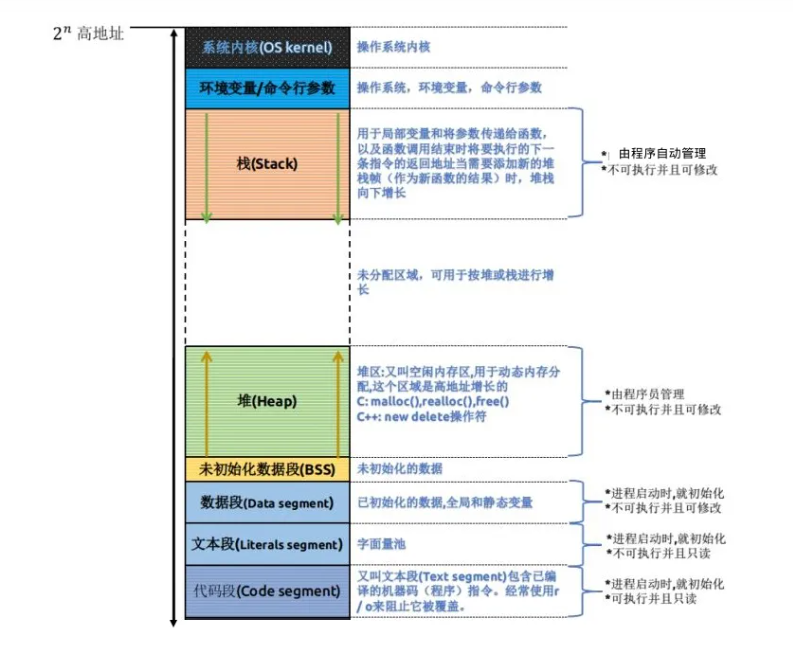 2ⁿ 高地址
系统内核(OS kernel)
操作系统内核
环境变量/命令行参数
操作系统，环境变量，命令行参数
栈(Stack)
用于局部变量和将参数传递给函数，
以及函数调用结束时将要执行的下一
条指令的返回地址当需要添加新的堆
栈帧（作为新函数的结果）时，堆栈
向下增长
*由程序自动管理
*不可执行并且可修改
未分配区域，可用于按堆或栈进行增
长
堆(Heap)
堆区:又叫空闲内存区,用于动态内存分
配,这个区域是高地址增长的
C: malloc(),realloc(),free()
C++: new delete操作符
*由程序员管理
*不可执行并且可修改
未初始化数据段(BSS)
未初始化的数据
数据段(Data segment)
已初始化的数据,全局和静态变量
*进程启动时,就初始化
*不可执行并且可修改
文本段(Literals segment)
字面量池
*进程启动时,就初始化
*不可执行并且只读
代码段(Code segment)
又叫文本段(Text segment)包含已编
译的机器码（程序）指令。经常使用r
/ o来阻止它被覆盖。
*进程启动时,就初始化
*可执行并且只读